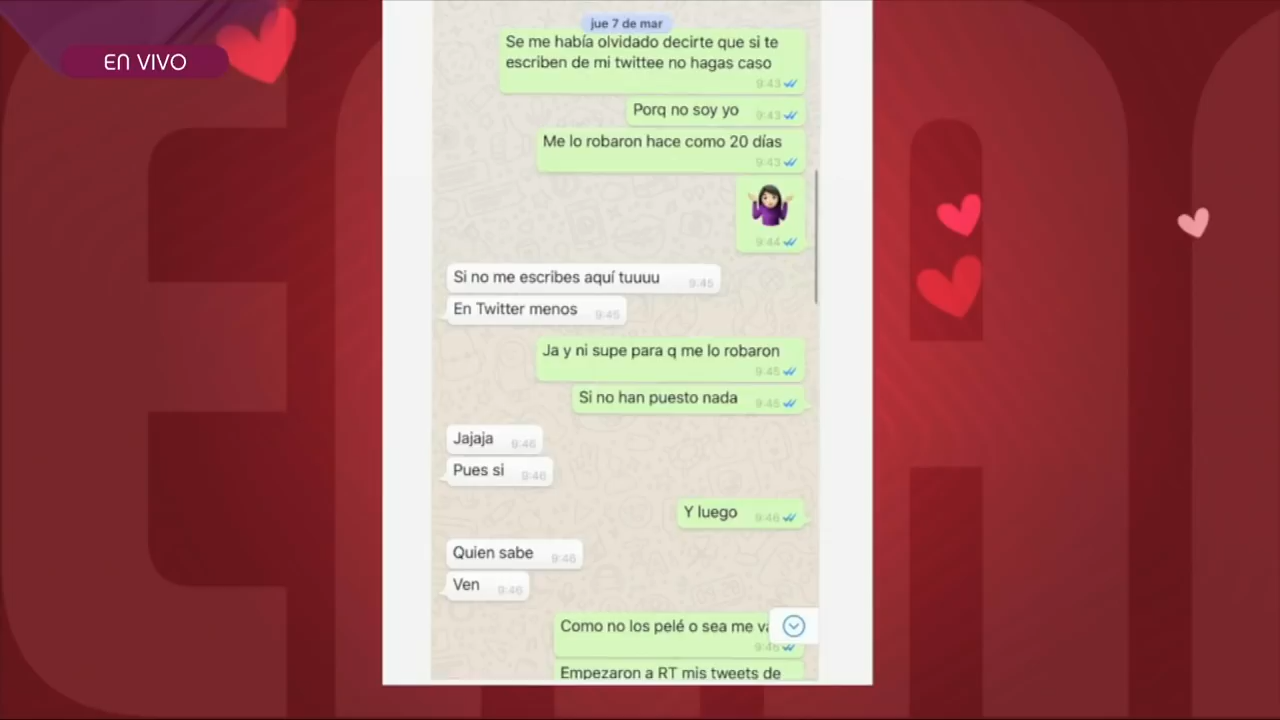 EN VIVO
jue 7 de mar
Se me había olvidado decirte que si te
escriben de mi twittee no hagas caso
9:43
Porq no soy yo 9:43
Me lo robaron hace como 20 días
9:43
9:44
Si no me escribes aquí tuuuu 9:45
En Twitter menos 9:45
Ja y ni supe para q me lo robaron
9:45
Si no han puesto nada 9:45
Jajaja 9:46
Pues si 9:46
Y luego 9:46
Quien sabe 9:46
Ven 9:46
Como no los pelé o sea me
9:46
Empezaron a RT mis tweets de